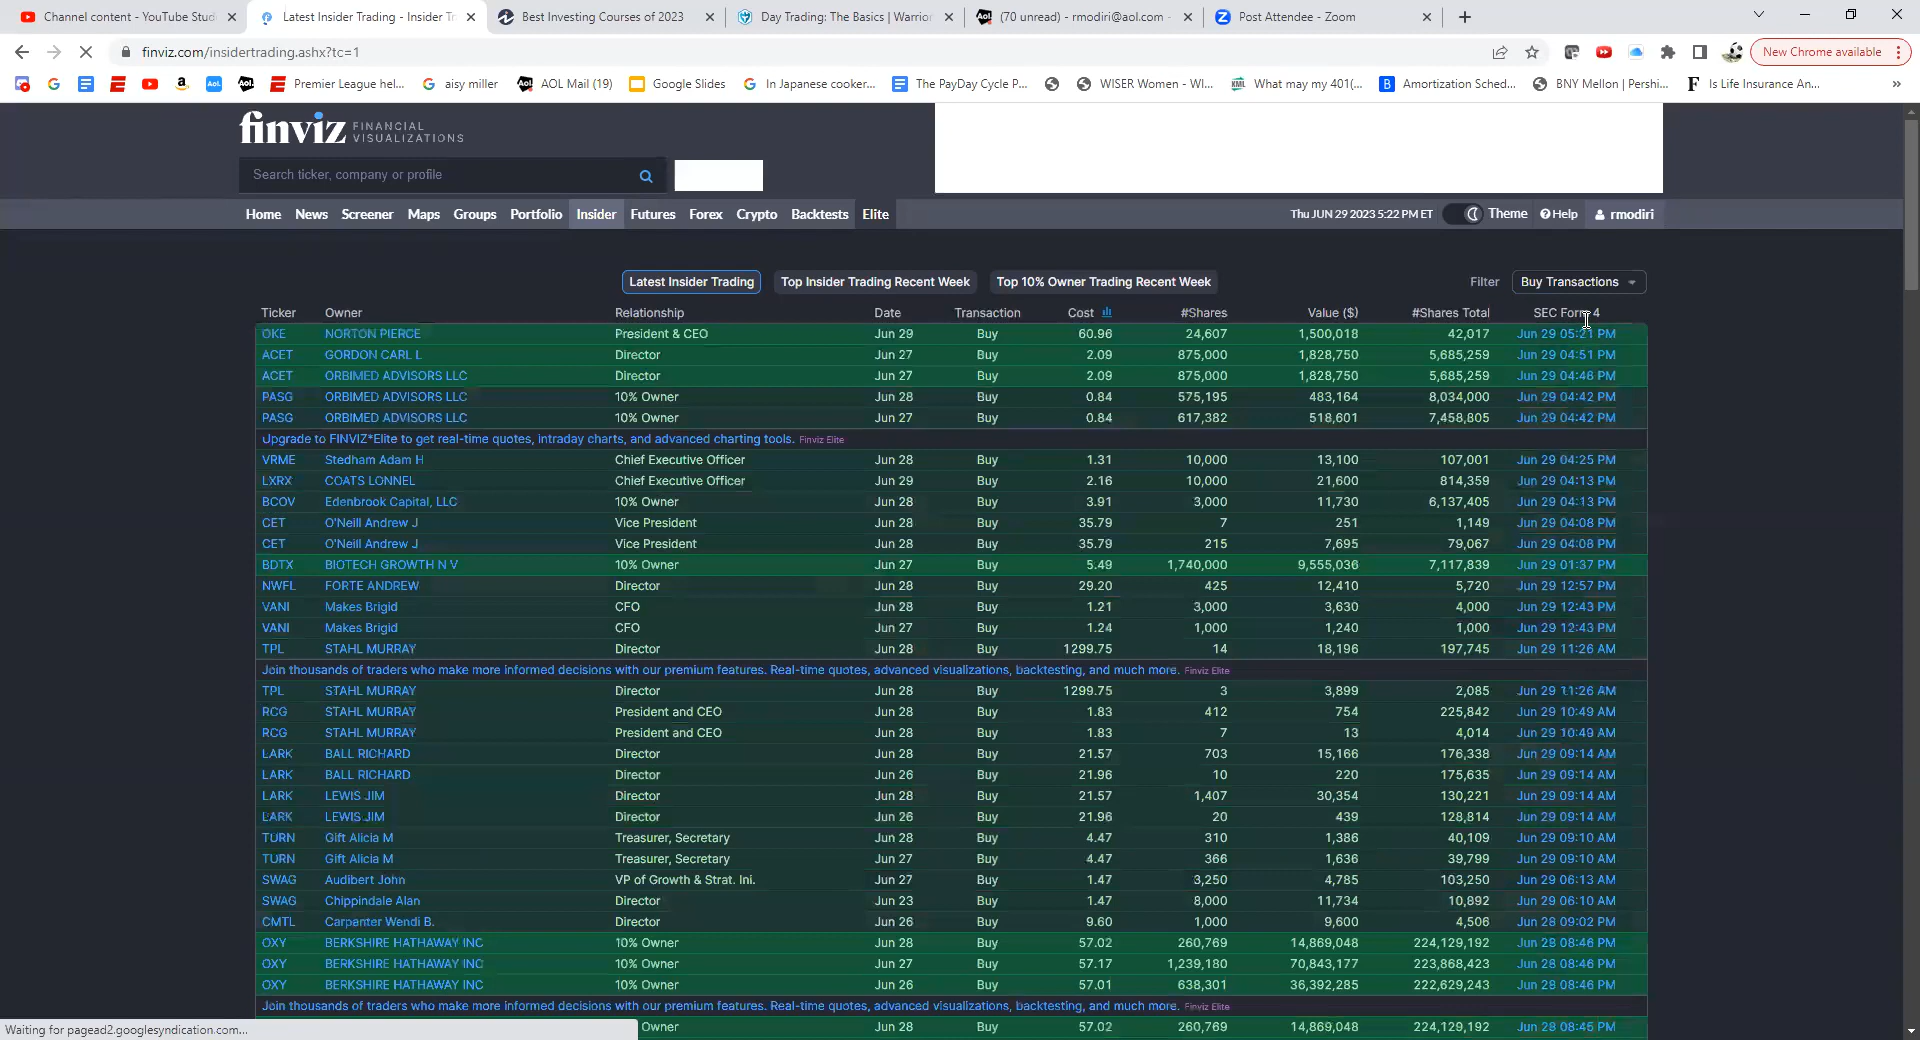 Channel content - YouTube Stud
Latest Insider Trading - Insider Tr
Best Investing Courses of 2023
Day Trading: The Basics | Warrior
(70 unread) - rmodiri@aol.com -
Post Attendee - Zoom
finviz.com/insidertrading.ashx?tc=1
New Chrome available
Premier League hel...
aisy miller
AOL Mail (19)
Google Slides
In Japanese cooker...
The PayDay Cycle P...
WISER Women - WI...
What may my 401(...
Amortization Sched...
BNY Mellon | Pershi...
Is Life Insurance An...
finviz FINANCIAL VISUALIZATIONS
Search ticker, company or profile
Home News Screener Maps Groups Portfolio Insider Futures Forex Crypto Backtests Elite
Thu JUN 29 2023 5:22 PM ET Theme Help rmodiri
Latest Insider Trading Top Insider Trading Recent Week Top 10% Owner Trading Recent Week Filter Buy Transactions
Ticker Owner Relationship Date Transaction Cost #Shares Value ($) #Shares Total SEC Form 4
OKE NORTON PIERCE President & CEO Jun 29 Buy 60.96 24,607 1,500,018 42,017 Jun 29 05:21 PM
ACET GORDON CARL L Director Jun 27 Buy 2.09 875,000 1,828,750 5,685,259 Jun 29 04:51 PM
ACET ORBIMED ADVISORS LLC Director Jun 27 Buy 2.09 875,000 1,828,750 5,685,259 Jun 29 04:46 PM
PASG ORBIMED ADVISORS LLC 10% Owner Jun 28 Buy 0.84 575,195 483,164 8,034,000 Jun 29 04:42 PM
PASG ORBIMED ADVISORS LLC 10% Owner Jun 27 Buy 0.84 617,382 518,601 7,458,805 Jun 29 04:42 PM
Upgrade to FINVIZ*Elite to get real-time quotes, intraday charts, and advanced charting tools. Finviz Elite
VRME Stedham Adam H Chief Executive Officer Jun 28 Buy 1.31 10,000 13,100 107,001 Jun 29 04:25 PM
LXRX COATS LONNEL Chief Executive Officer Jun 29 Buy 2.16 10,000 21,600 814,359 Jun 29 04:13 PM
BCOV Edenbrook Capital, LLC 10% Owner Jun 28 Buy 3.91 3,000 11,730 6,137,405 Jun 29 04:13 PM
CET O'Neill Andrew J Vice President Jun 28 Buy 35.79 7 251 1,149 Jun 29 04:08 PM
CET O'Neill Andrew J Vice President Jun 28 Buy 35.79 215 7,695 79,067 Jun 29 04:08 PM
BDTX BIOTECH GROWTH N V 10% Owner Jun 27 Buy 5.49 1,740,000 9,555,036 7,117,839 Jun 29 01:37 PM
NWFL FORTE ANDREW Director Jun 28 Buy 29.20 425 12,410 5,720 Jun 29 12:57 PM
VANI Makes Brigid CFO Jun 28 Buy 1.21 3,000 3,630 4,000 Jun 29 12:43 PM
VANI Makes Brigid CFO Jun 27 Buy 1.24 1,000 1,240 1,000 Jun 29 12:43 PM
TPL STAHL MURRAY Director Jun 28 Buy 1299.75 14 18,196 197,745 Jun 29 11:26 AM
Join thousands of traders who make more informed decisions with our premium features. Real-time quotes, advanced visualizations, backtesting, and much more. Finviz Elite
TPL STAHL MURRAY Director Jun 28 Buy 1299.75 3 3,899 2,085 Jun 29 11:26 AM
RCG STAHL MURRAY President and CEO Jun 28 Buy 1.83 412 754 225,842 Jun 29 10:49 AM
RCG STAHL MURRAY President and CEO Jun 28 Buy 1.83 7 13 4,014 Jun 29 10:49 AM
LARK BALL RICHARD Director Jun 28 Buy 21.57 703 15,166 176,338 Jun 29 09:14 AM
LARK BALL RICHARD Director Jun 26 Buy 21.96 10 220 175,635 Jun 29 09:14 AM
LARK LEWIS JIM Director Jun 28 Buy 21.57 1,407 30,354 130,221 Jun 29 09:14 AM
LARK LEWIS JIM Director Jun 26 Buy 21.96 20 439 128,814 Jun 29 09:14 AM
TURN Gift Alicia M Treasurer, Secretary Jun 28 Buy 4.47 310 1,386 40,109 Jun 29 09:10 AM
TURN Gift Alicia M Treasurer, Secretary Jun 27 Buy 4.47 366 1,636 39,799 Jun 29 09:10 AM
SWAG Audibert John VP of Growth & Strat. Ini. Jun 27 Buy 1.47 3,250 4,785 103,250 Jun 29 06:13 AM
SWAG Chippindale Alan Director Jun 23 Buy 1.47 8,000 11,734 10,892 Jun 29 06:10 AM
CMTL Carpanter Wendi B. Director Jun 26 Buy 9.60 1,000 9,600 4,506 Jun 28 09:02 PM
OXY BERKSHIRE HATHAWAY INC 10% Owner Jun 28 Buy 57.02 260,769 14,869,048 224,129,192 Jun 28 08:46 PM
OXY BERKSHIRE HATHAWAY INC 10% Owner Jun 27 Buy 57.17 1,239,180 70,843,177 223,868,423 Jun 28 08:46 PM
OXY BERKSHIRE HATHAWAY INC 10% Owner Jun 26 Buy 57.01 638,301 36,392,285 222,629,243 Jun 28 08:46 PM
Join thousands of traders who make more informed decisions with our premium features. Real-time quotes, advanced visualizations, backtesting, and much more. Finviz Elite
Owner Jun 28 Buy 57.02 260,769 14,869,048 224,129,192 Jun 28 08:45 PM
Waiting for pagead2.googlesyndication.com...